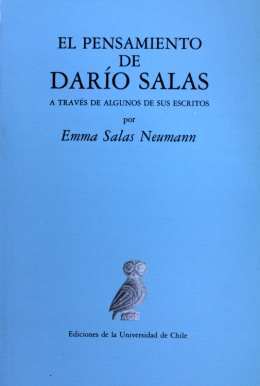 EL PENSAMIENTO
DE
DARÍO SALAS
A TRAVÉS DE ALGUNOS DE SUS ESCRITOS
por
Emma Salas Neumann
Ediciones de la Universidad de Chile